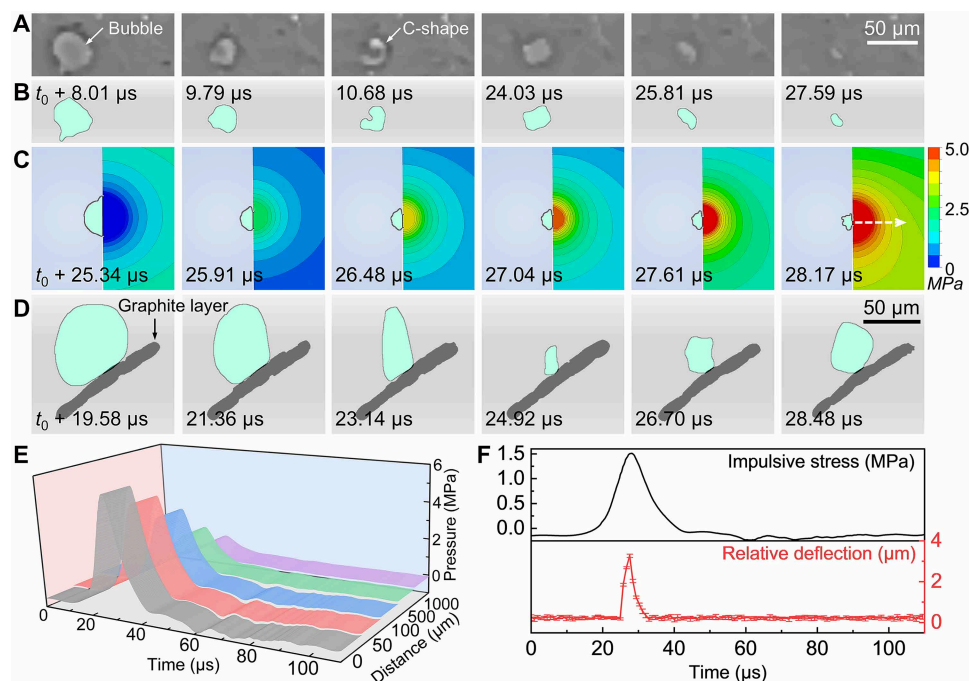 A
Bubble
C-shape
50 µm
B
t0 + 8.01 µs
9.79 µs
10.68 µs
24.03 µs
25.81 µs
27.59 µs
C
5.0
2.5
0
MPa
t0 + 25.34 µs
25.91 µs
26.48 µs
27.04 µs
27.61 µs
28.17 µs
D
Graphite layer
50 µm
t0 + 19.58 µs
21.36 µs
23.14 µs
24.92 µs
26.70 µs
28.48 µs
E
6
4
2
0
Pressure (MPa)
0
20
40
60
80
100
Time (µs)
0
50
100
500
1000
Distance (µm)
F
1.5
1.0
0.5
0.0
Impulsive stress (MPa)
Relative deflection (µm)
4
2
0
0
20
40
60
80
100
Time (µs)